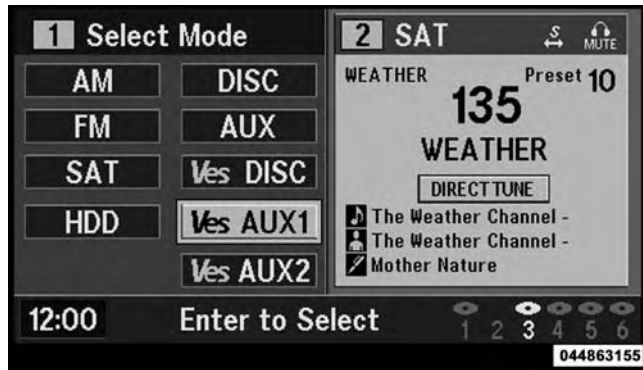 1 Select Mode
AM
DISC
FM
AUX
SAT
Ves DISC
HDD
Ves AUX1
Ves AUX2
2 SAT
S
MUTE
WEATHER
Preset 10
135
WEATHER
DIRECT TUNE
The Weather Channel -
The Weather Channel -
Mother Nature
12:00
Enter to Select
1 2 3 4 5 6
044863155